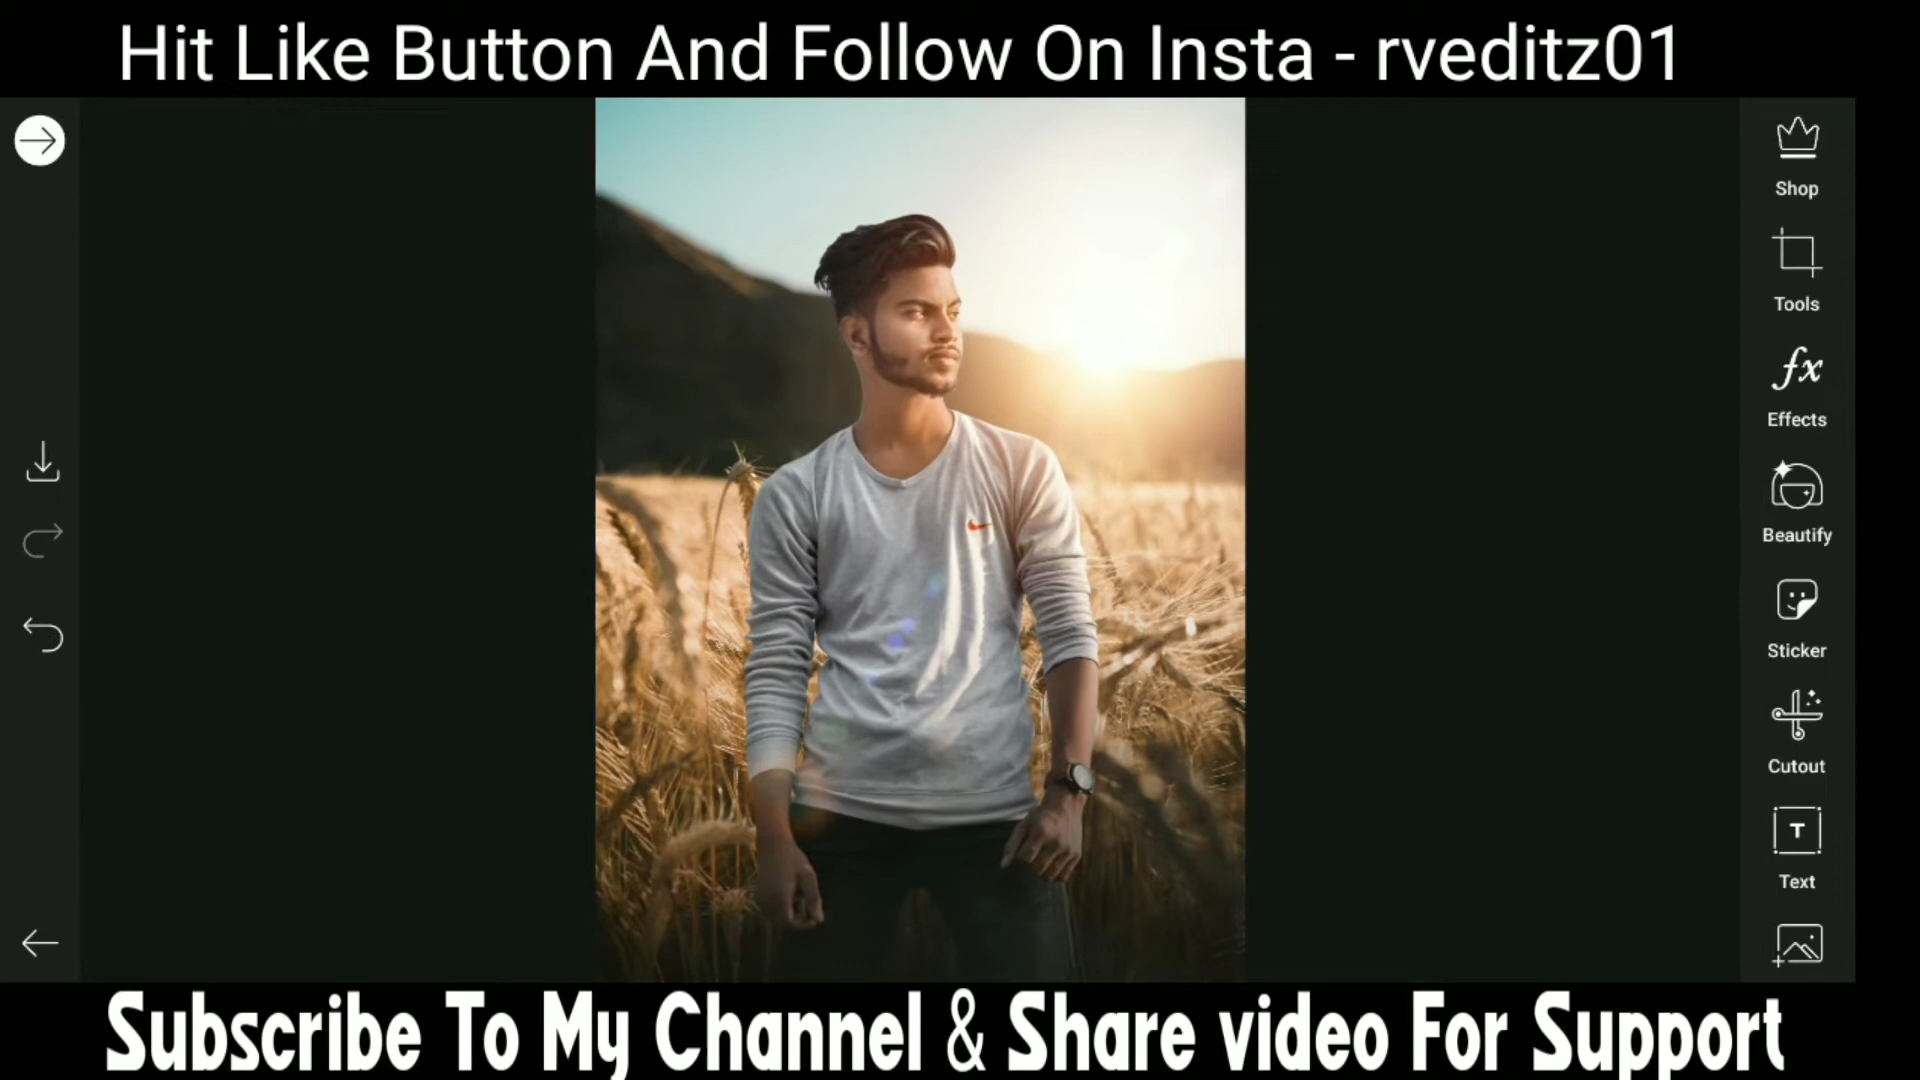 Hit Like Button And Follow On Insta - rveditz01
Shop
Tools
fx
Effects
Beautify
Sticker
Cutout
T
Text
Subscribe To My Channel & Share video For Support